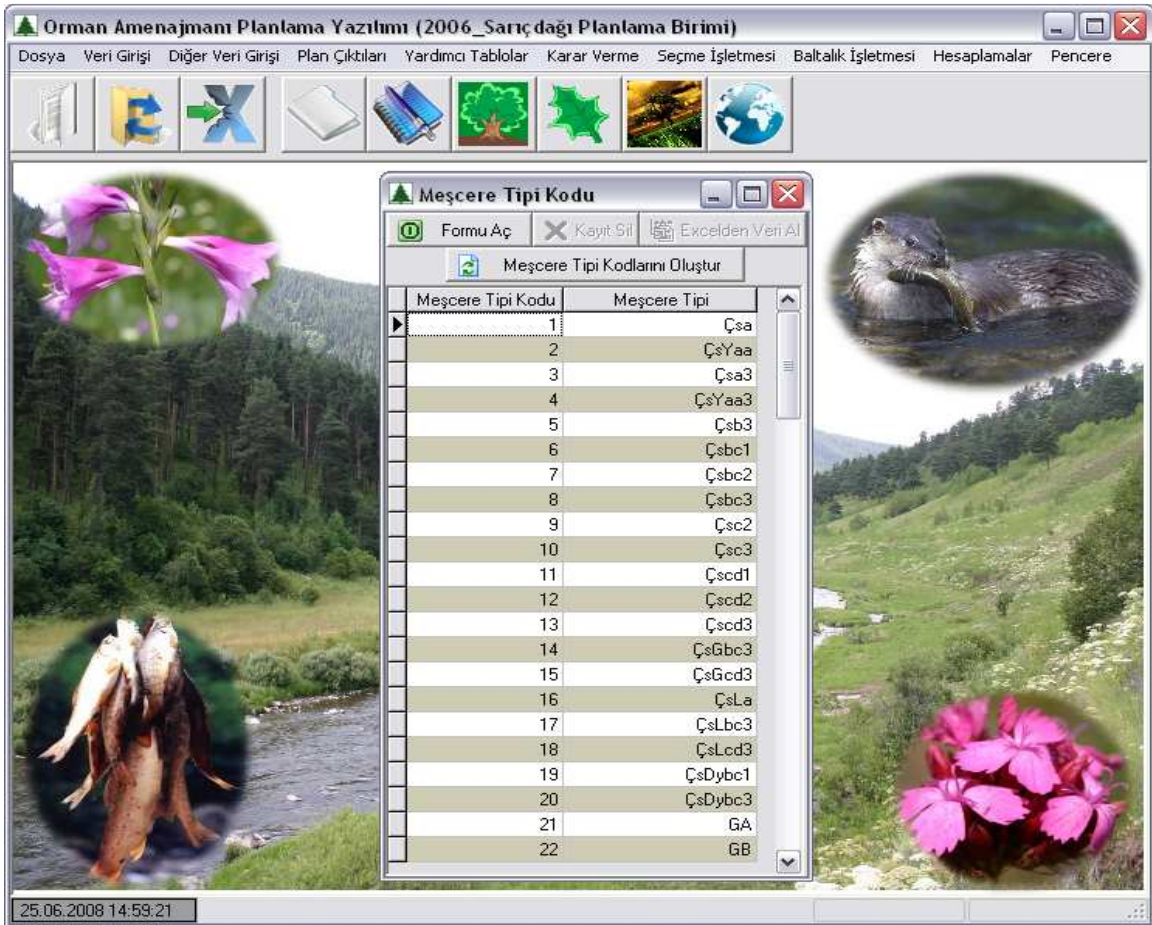 Orman Amenajmanı Planlama Yazılımı (2006_Sarıçdağı Planlama Birimi)
Dosya Veri Girişi Diğer Veri Girişi Plan Çıktıları Yardımcı Tablolar Karar Verme Seçme İşletmesi Baltalık İşletmesi Hesaplamalar Pencere
Meşcere Tipi Kodu
Formu Aç Kayıt Sil Excelden Veri Al
Meşcere Tipi Kodlarını Oluştur
Meşcere Tipi Kodu Meşcere Tipi
1 Çsa
2 ÇsYaa
3 Çsa3
4 ÇsYaa3
5 Çsb3
6 Çsbc1
7 Çsbc2
8 Çsbc3
9 Çsc2
10 Çsc3
11 Çscd1
12 Çscd2
13 Çscd3
14 ÇsGbc3
15 ÇsGcd3
16 ÇsLa
17 ÇsLbc3
18 ÇsLcd3
19 ÇsDybc1
20 ÇsDybc3
21 GA
22 GB
25.06.2008 14:59:21